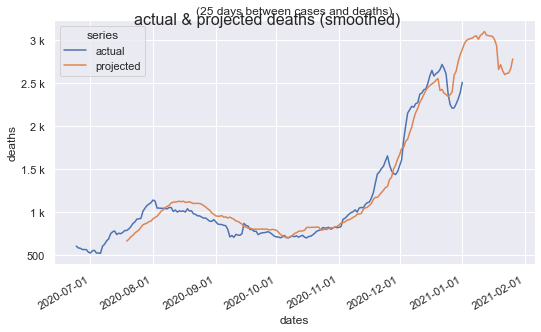 (25 days between cases and deaths)
actual & projected deaths (smoothed)
series
actual
projected
3 k
2.5 k
2 k
1.5 k
1 k
500
deaths
2020-07-01
2020-08-01
2020-09-01
2020-10-01
2020-11-01
2020-12-01
2021-01-01
2021-02-01
dates